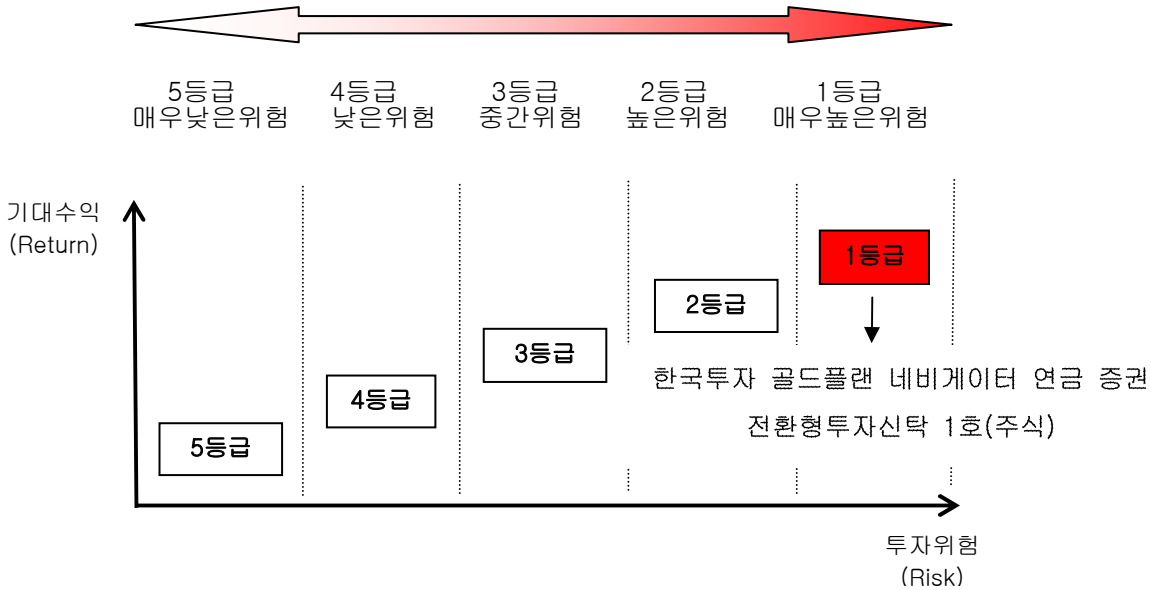 5등급 4등급 3등급 2등급 1등급
매우낮은위험 낮은위험 중간위험 높은위험 매우높은위험
기대수익
(Return)
1등급
2등급
3등급
한국투자 골드플랜 네비게이터 연금 증권
4등급
전환형투자신탁 1호(주식)
5등급
투자위험
(Risk)